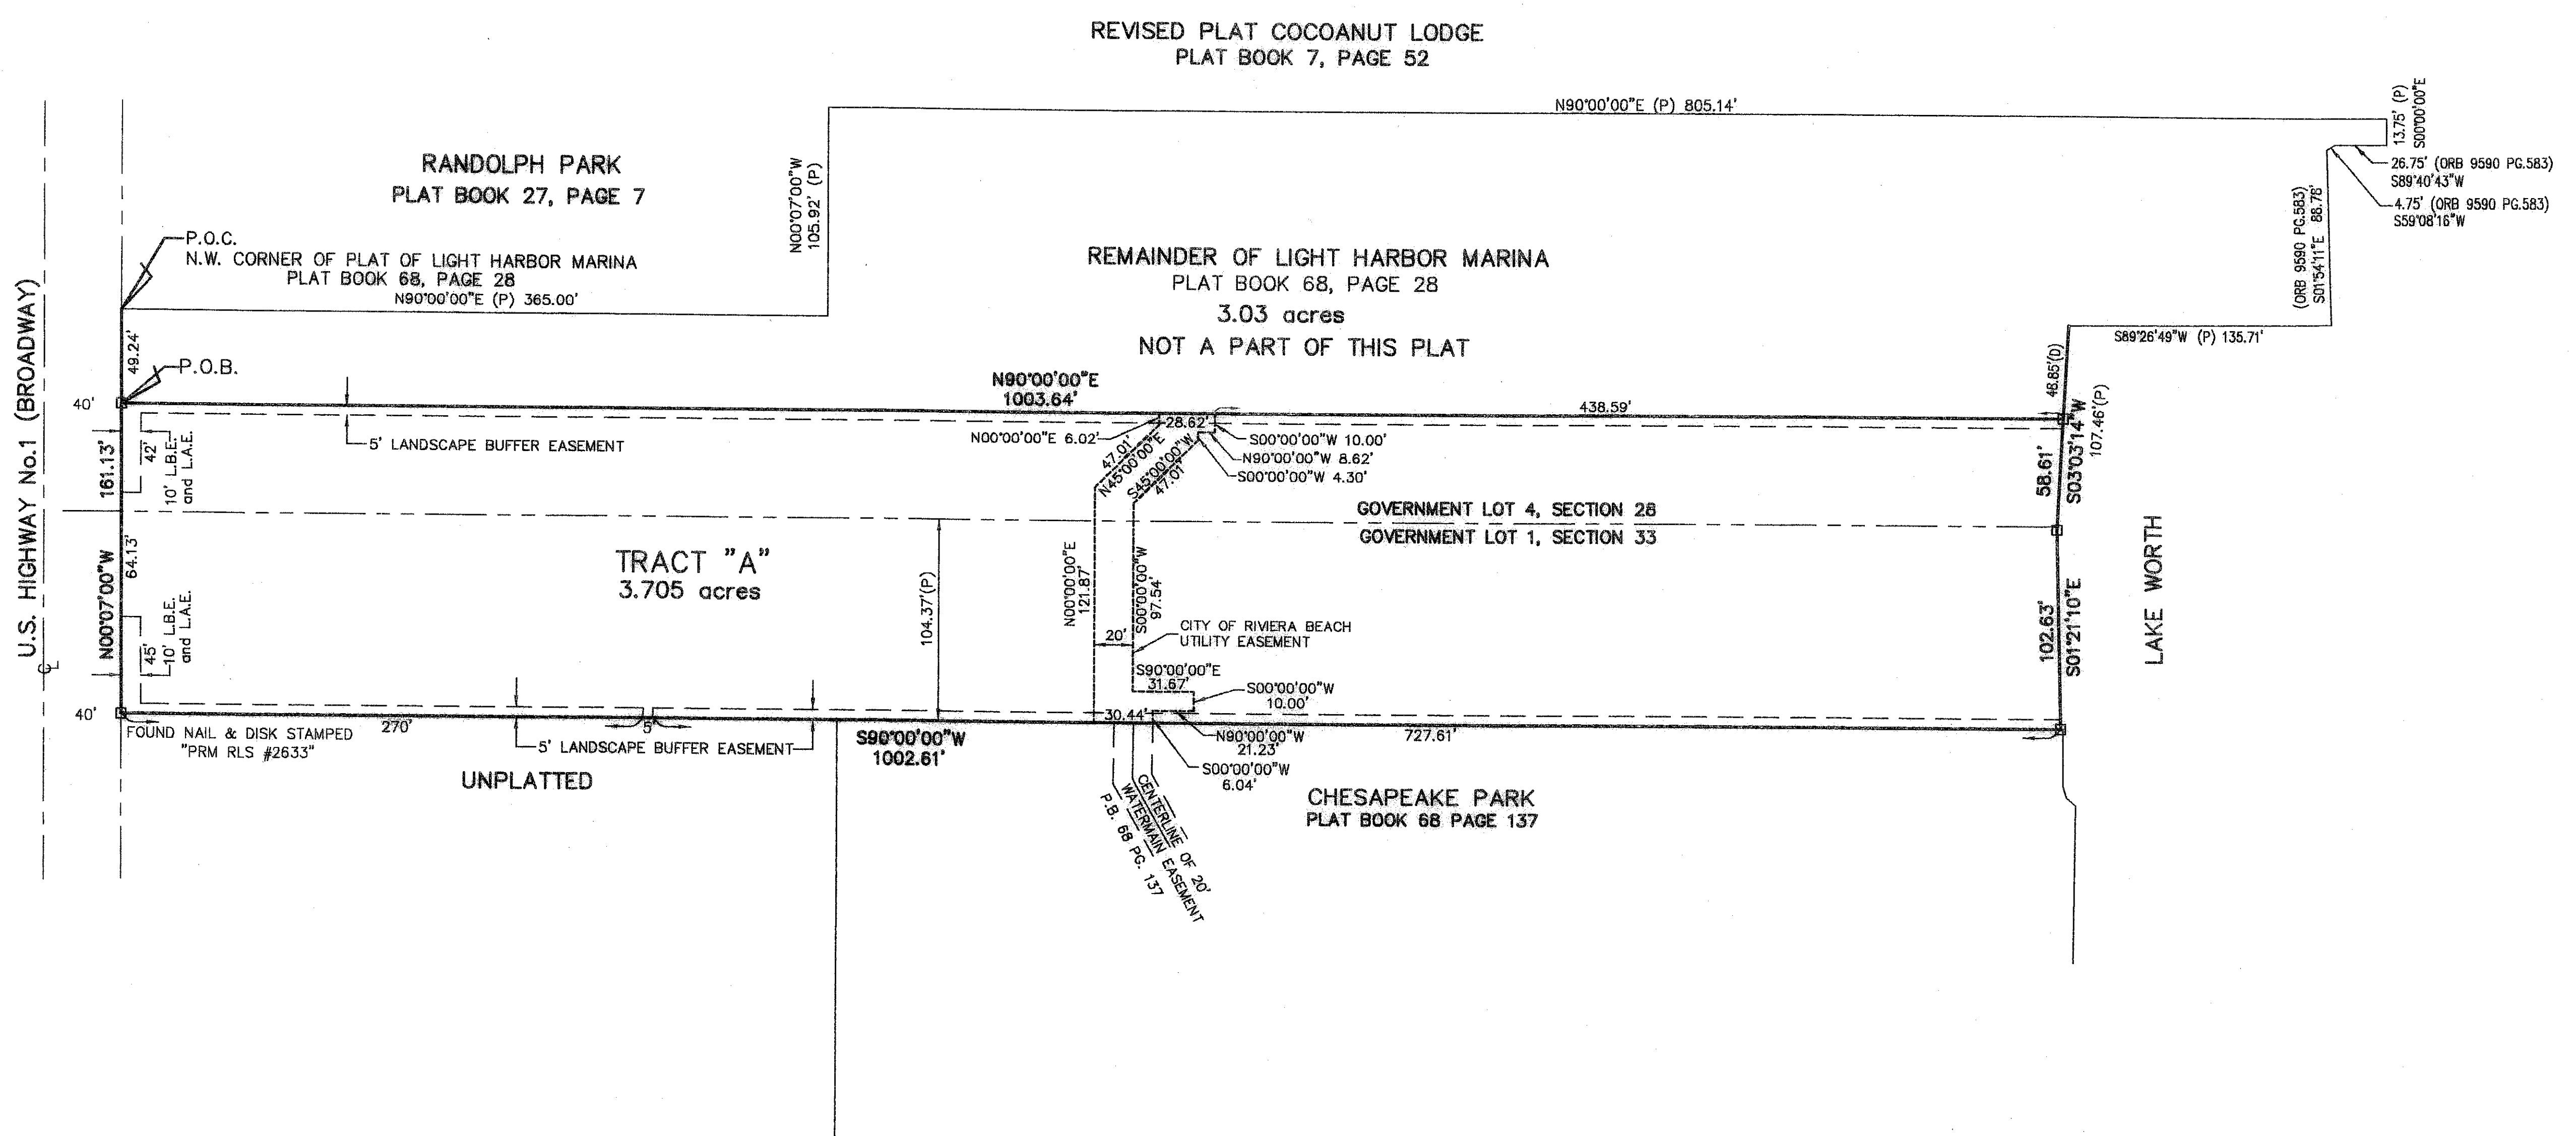 REVISED PLAT COCOANUT LODGE
PLAT BOOK 7, PAGE 52
N90°00'00"E (P) 805.14'
13.75' (P)
S00°00'00"E
26.75' (ORB 9590 PG.583)
S89°40'43"W
4.75' (ORB 9590 PG.583)
S59°08'16"W
(ORB 9590 PG.583)
S01°54'11"E 88.78'
RANDOLPH PARK
PLAT BOOK 27, PAGE 7
N00°07'00"W
105.92' (P)
P.O.C.
N.W. CORNER OF PLAT OF LIGHT HARBOR MARINA
PLAT BOOK 68, PAGE 28
N90°00'00"E (P) 365.00'
REMAINDER OF LIGHT HARBOR MARINA
PLAT BOOK 68, PAGE 28
3.03 acres
NOT A PART OF THIS PLAT
S89°26'49"W (P) 135.71'
48.85'(D)
107.46'(P)
49.24'
P.O.B.
40'
N90°00'00"E
1003.64'
438.59'
5' LANDSCAPE BUFFER EASEMENT
42'
10' L.B.E.
and L.A.E.
161.13'
N00°07'00"W
64.13'
N00°00'00"E 6.02'
28.62'
S00°00'00"W 10.00'
N90°00'00"W 8.62'
S00°00'00"W 4.30'
47.01'
N45°00'00"E
S45°00'00"W
47.01'
58.61'
S03°03'14"W
GOVERNMENT LOT 4, SECTION 28
GOVERNMENT LOT 1, SECTION 33
U.S. HIGHWAY No.1 (BROADWAY)
TRACT "A"
3.705 acres
104.37'(P)
N00°00'00"E
121.87'
S00°00'00"W
97.54'
20'
CITY OF RIVIERA BEACH
UTILITY EASEMENT
102.63'
S01°21'10"E
LAKE WORTH
45'
10' L.B.E.
and L.A.E.
S90°00'00"E
31.67'
S00°00'00"W
10.00'
40'
FOUND NAIL & DISK STAMPED
"PRM RLS #2633"
270'
5'
5' LANDSCAPE BUFFER EASEMENT
S90°00'00"W
1002.61'
30.44'
N90°00'00"W
21.23'
727.61'
S00°00'00"W
6.04'
UNPLATTED
CENTERLINE OF 20'
WATERMAIN EASEMENT
P.B. 68 PG. 137
CHESAPEAKE PARK
PLAT BOOK 68 PAGE 137